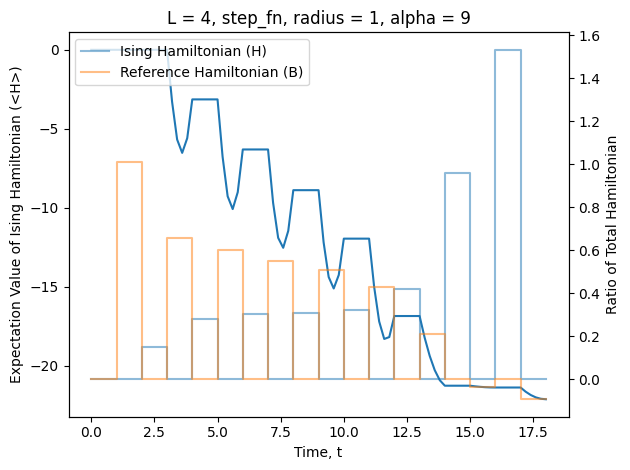 L = 4, step_fn, radius = 1, alpha = 9
Ising Hamiltonian (H)
Reference Hamiltonian (B)
Expectation Value of Ising Hamiltonian (<H>)
0
−5
−10
−15
−20
1.6
1.4
1.2
1.0
0.8
0.6
0.4
0.2
0.0
Ratio of Total Hamiltonian
0.0 2.5 5.0 7.5 10.0 12.5 15.0 17.5
Time, t